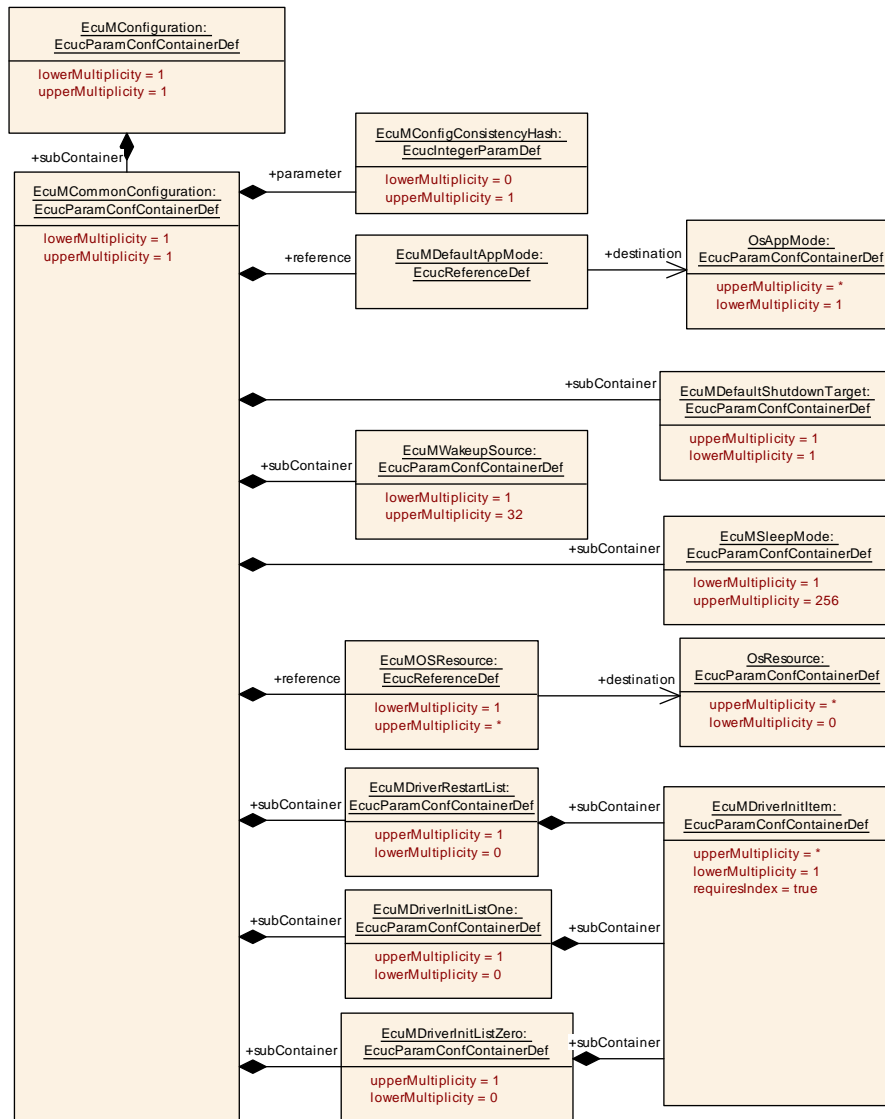 EcuMConfiguration:
EcucParamConfContainerDef
lowerMultiplicity = 1
upperMultiplicity = 1
+subContainer
EcuMCommonConfiguration:
EcucParamConfContainerDef
lowerMultiplicity = 1
upperMultiplicity = 1
+parameter
EcuMConfigConsistencyHash:
EcucIntegerParamDef
lowerMultiplicity = 0
upperMultiplicity = 1
+reference
EcuMDefaultAppMode:
EcucReferenceDef
+destination
OsAppMode:
EcucParamConfContainerDef
upperMultiplicity = *
lowerMultiplicity = 1
+subContainer
EcuMDefaultShutdownTarget:
EcucParamConfContainerDef
upperMultiplicity = 1
lowerMultiplicity = 1
+subContainer
EcuMWakeupSource:
EcucParamConfContainerDef
lowerMultiplicity = 1
upperMultiplicity = 32
+subContainer
EcuMSleepMode:
EcucParamConfContainerDef
lowerMultiplicity = 1
upperMultiplicity = 256
+reference
EcuMOSResource:
EcucReferenceDef
lowerMultiplicity = 1
upperMultiplicity = *
+destination
OsResource:
EcucParamConfContainerDef
upperMultiplicity = *
lowerMultiplicity = 0
+subContainer
EcuMDriverRestartList:
EcucParamConfContainerDef
upperMultiplicity = 1
lowerMultiplicity = 0
+subContainer
EcuMDriverInitItem:
EcucParamConfContainerDef
upperMultiplicity = *
lowerMultiplicity = 1
requiresIndex = true
+subContainer
EcuMDriverInitListOne:
EcucParamConfContainerDef
upperMultiplicity = 1
lowerMultiplicity = 0
+subContainer
+subContainer
EcuMDriverInitListZero:
EcucParamConfContainerDef
upperMultiplicity = 1
lowerMultiplicity = 0
+subContainer